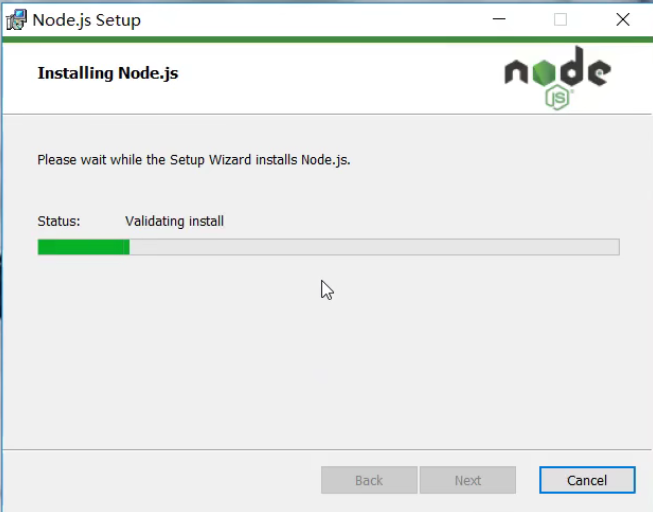 Node.js Setup
Installing Node.js
node
JS
Please wait while the Setup Wizard installs Node.js.
Status: Validating install
Back Next Cancel